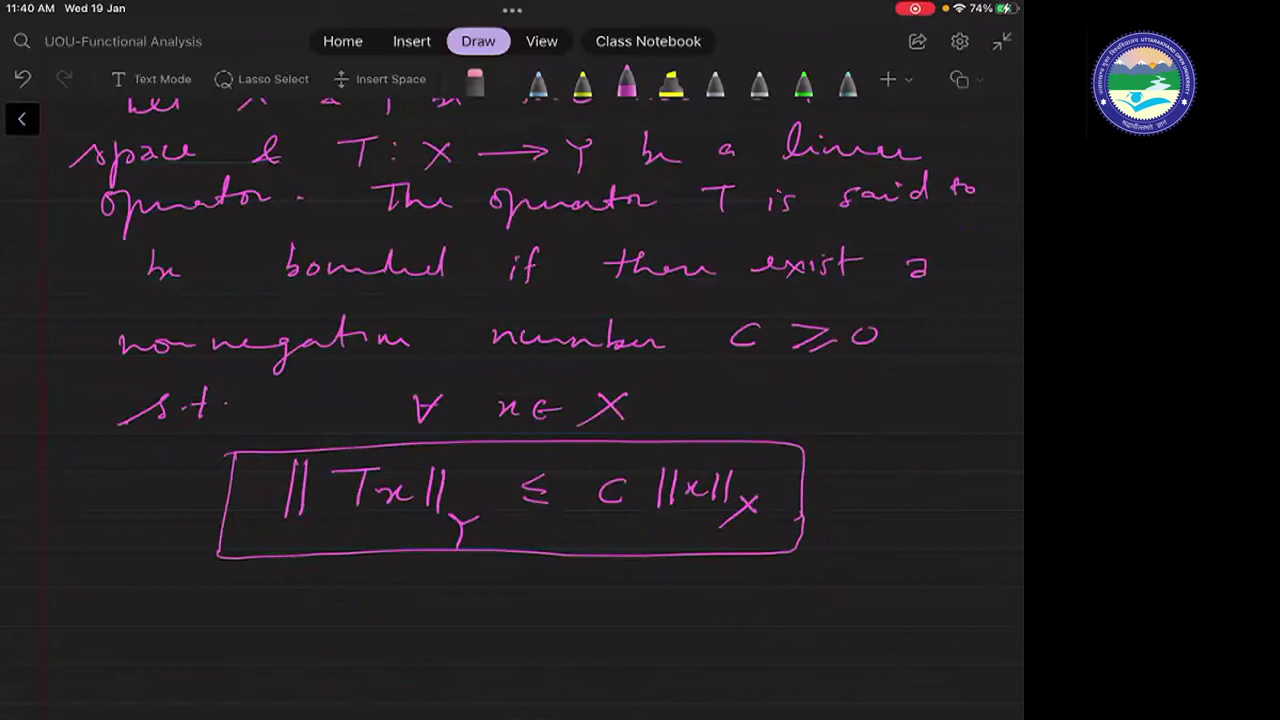 11:40 AM Wed 19 Jan
74%
UOU-Functional Analysis
Home Insert Draw View Class Notebook
Text Mode Lasso Select Insert Space
space & T : X → Y be a linear
operator. The operator T is said to
be bounded if there exist a
nonnegative number C ≥ 0
s.t. ∀ x ∈ X
|| Tx ||_Y ≤ C ||x||_X